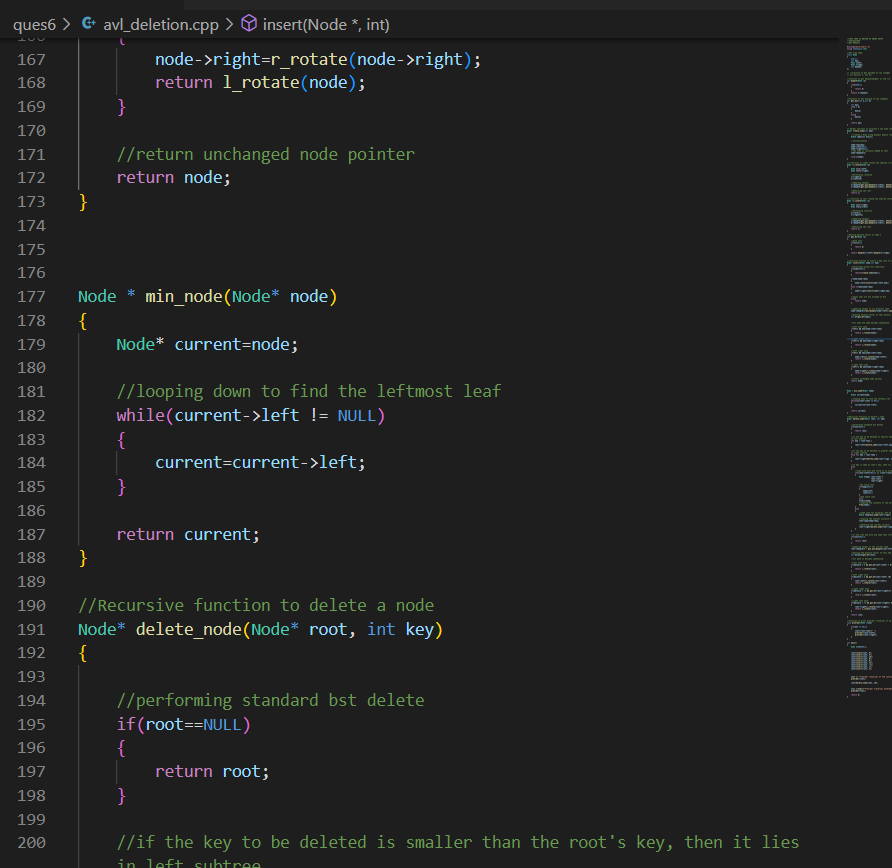 ques6 > avl_deletion.cpp > insert(Node *, int)
166 {
167 node->right=r_rotate(node->right);
168 return l_rotate(node);
169 }
170
171 //return unchanged node pointer
172 return node;
173 }
174
175
176
177 Node * min_node(Node* node)
178 {
179 Node* current=node;
180
181 //looping down to find the leftmost leaf
182 while(current->left != NULL)
183 {
184 current=current->left;
185 }
186
187 return current;
188 }
189
190 //Recursive function to delete a node
191 Node* delete_node(Node* root, int key)
192 {
193
194 //performing standard bst delete
195 if(root==NULL)
196 {
197 return root;
198 }
199
200 //if the key to be deleted is smaller than the root's key, then it lies
in left subtree